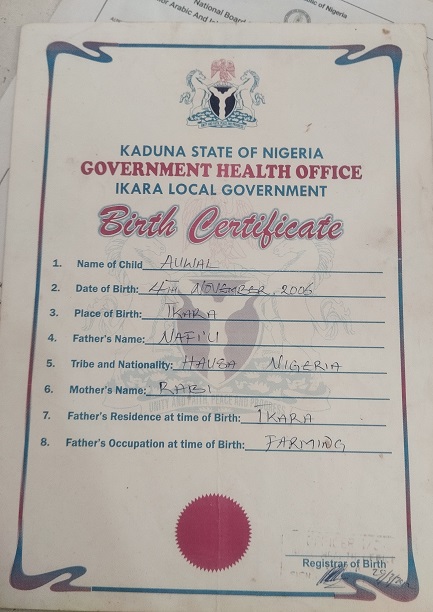 National Board
for Arabic And
of Nigeria
KADUNA STATE OF NIGERIA
GOVERNMENT HEALTH OFFICE
IKARA LOCAL GOVERNMENT
Birth Certificate
1. Name of Child AUWAL
2. Date of Birth: 4TH NOVEMBER, 2006
3. Place of Birth: IKARA
4. Father's Name: NAFI'U
5. Tribe and Nationality: HAUSA NIGERIA
6. Mother's Name: RABI
7. Father's Residence at time of Birth: IKARA
8. Father's Occupation at time of Birth: FARMING
Registrar of Birth